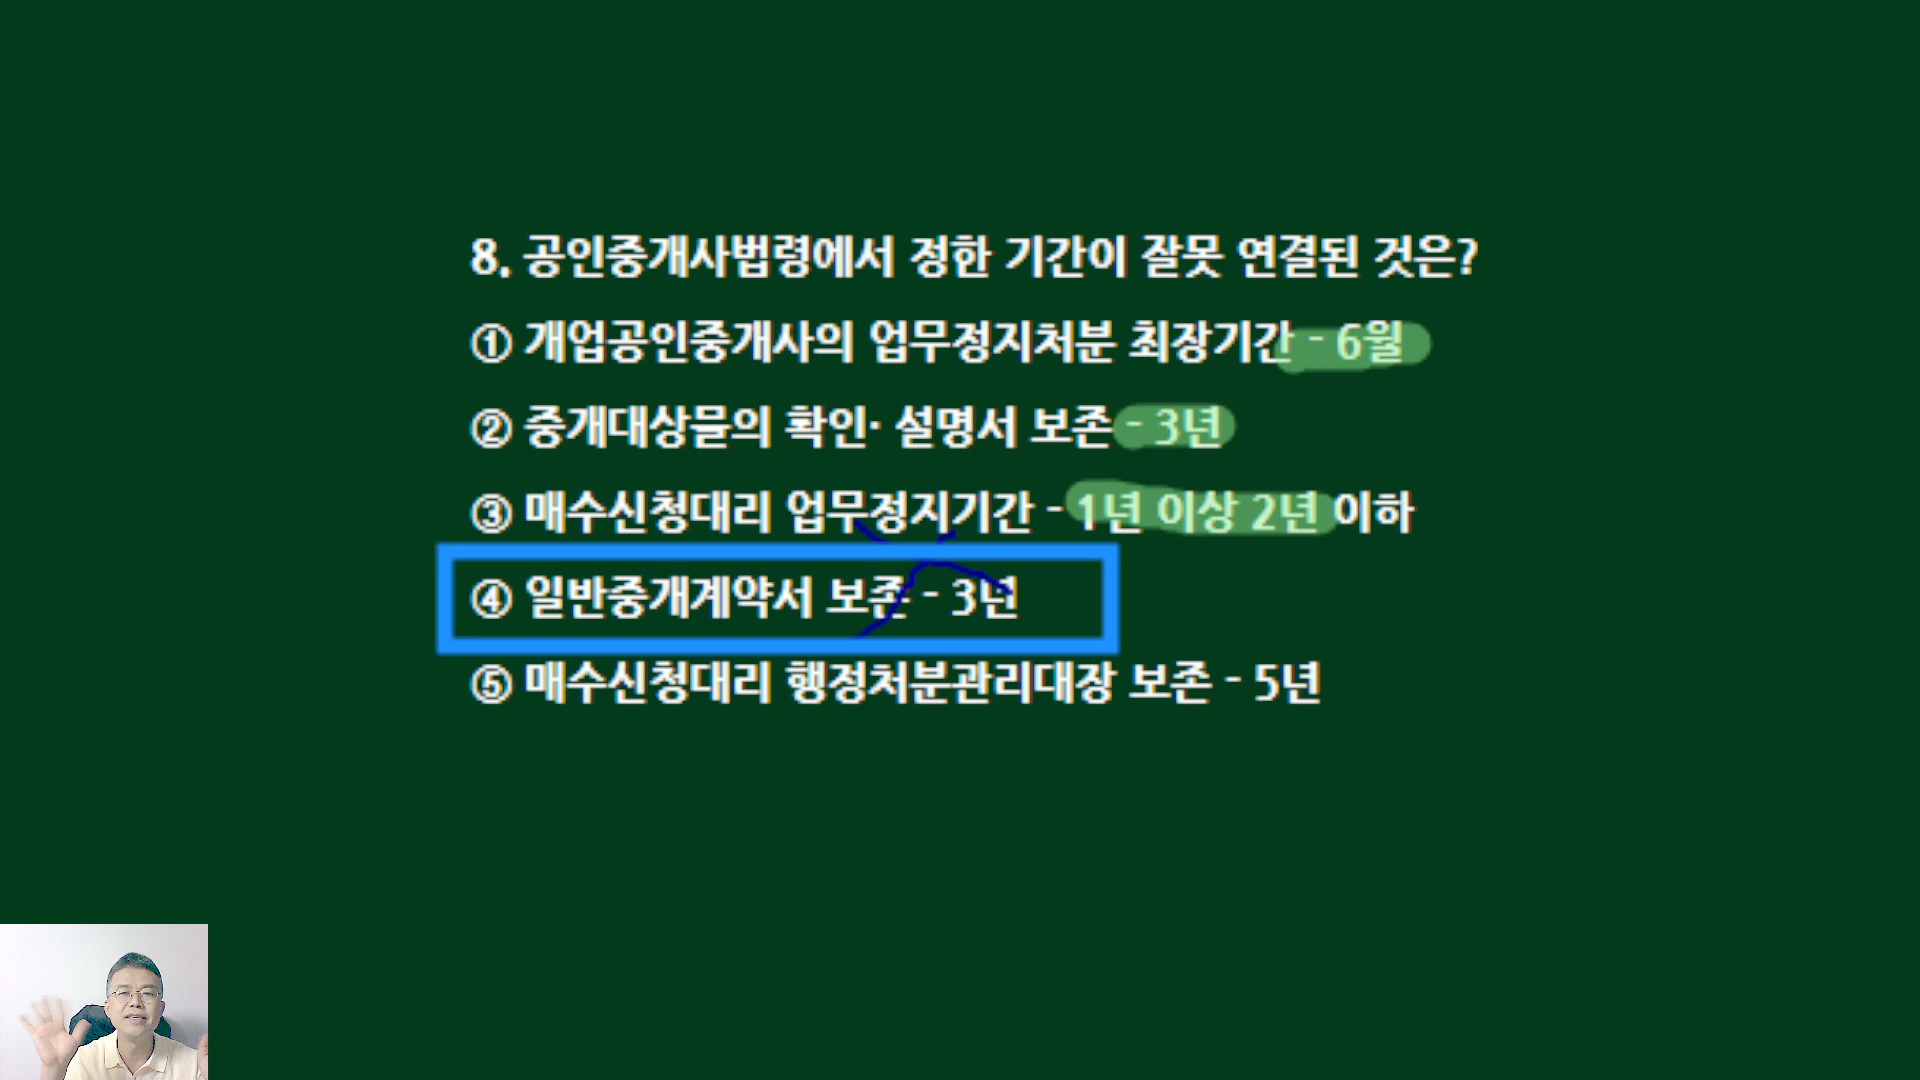 8. 공인중개사법령에서 정한 기간이 잘못 연결된 것은?
① 개업공인중개사의 업무정지처분 최장기간 - 6월
② 중개대상믈의 확인· 설명서 보존 - 3년
③ 매수신청대리 업무정지기간 - 1년 이상 2년 이하
④ 일반중개계약서 보존 - 3년
⑤ 매수신청대리 행정처분관리대장 보존 - 5년